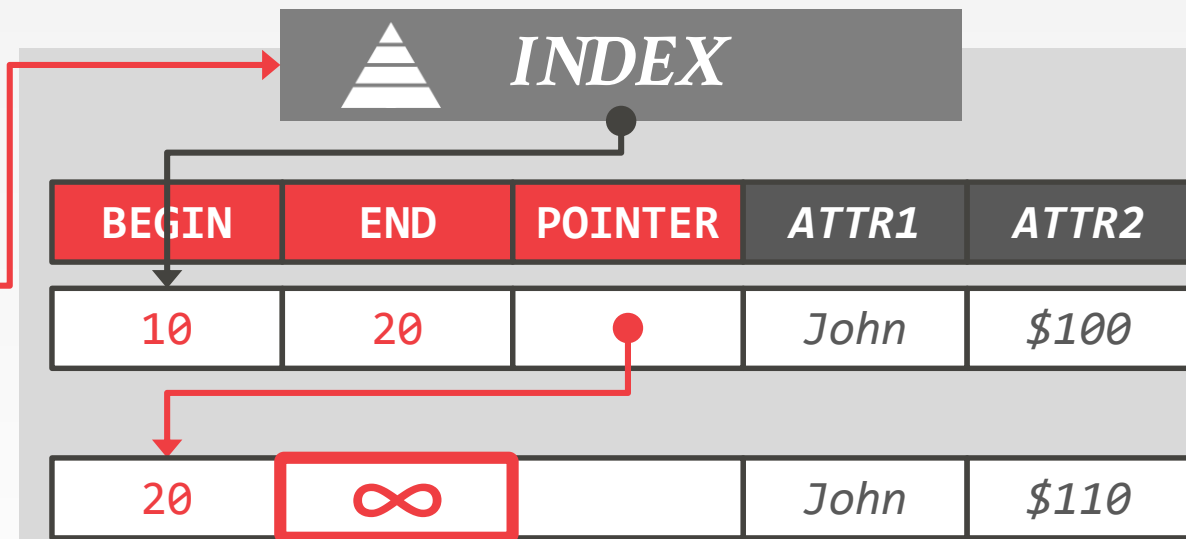 INDEX
BEGIN END POINTER ATTR1 ATTR2
10 20 John $100
20 ∞ John $110